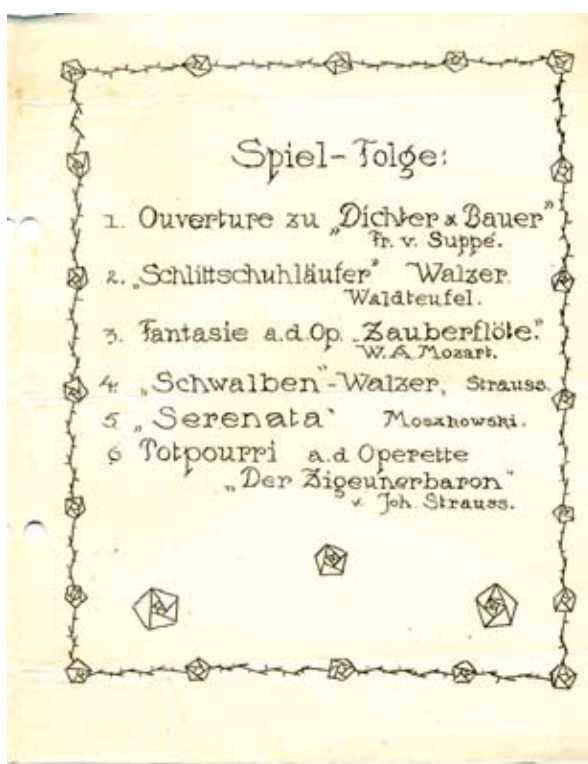 Spiel-Folge:
1. Ouverture zu „Dichter & Bauer"
Fr. v. Suppé.
2. „Schlittschuhläufer" Walzer.
Waldteufel.
3. Fantasie a.d.Op. „Zauberflöte."
W.A Mozart.
4. „Schwalben"-Walzer, Strauss.
5 „Serenata" Moszkowski.
6 Potpourri a.d Operette
„Der Zigeunerbaron"
v. Joh. Strauss.